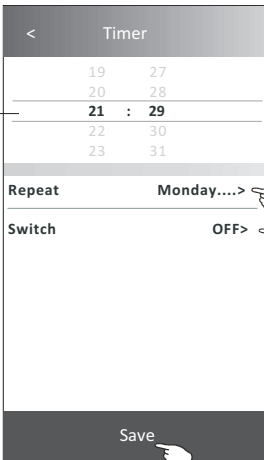 < Timer
19 27
20 28
21 : 29
22 30
23 31
Repeat Monday....>
Switch OFF>
Save